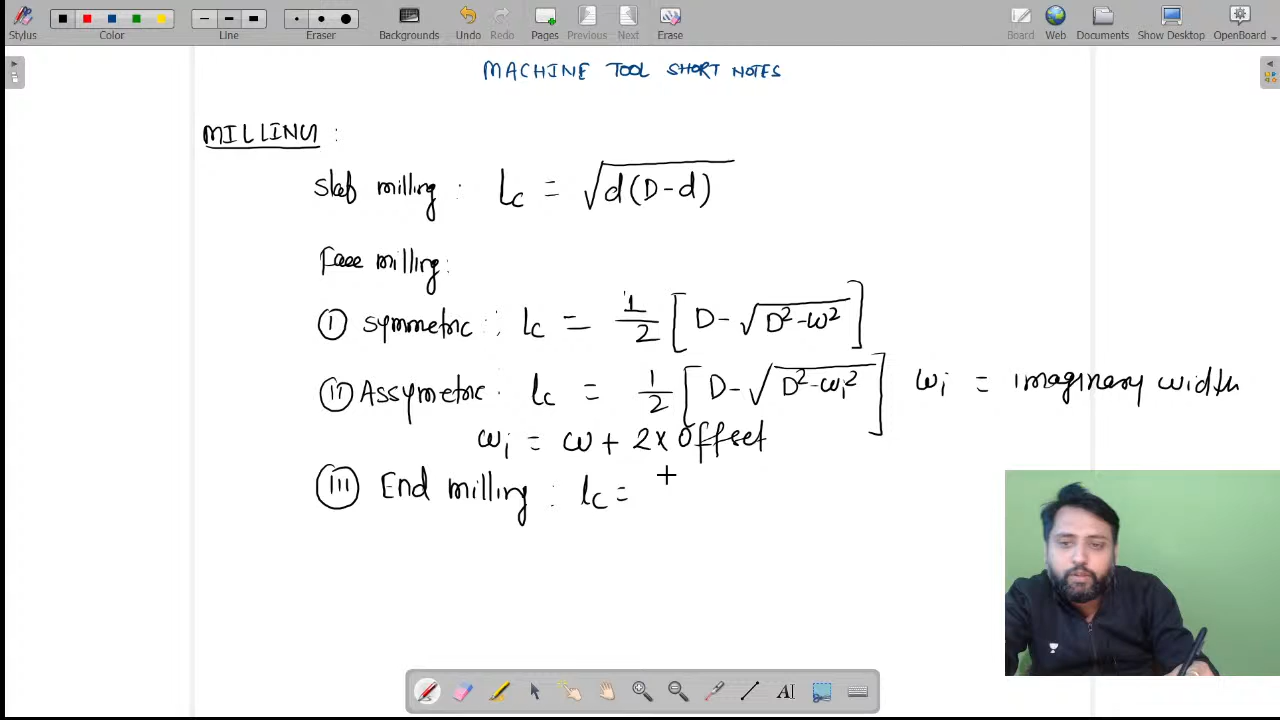 Stylus
Color
Line
Eraser
Backgrounds
Undo
Redo
Pages
Previous
Next
Erase
Board
Web
Documents
Show Desktop
OpenBoard
MACHINE TOOL SHORT NOTES
MILLING :
Slab milling : Lc = √d(D-d)
Face milling:
(I) Symmetric : Lc = 1/2 [D - √D²-w²]
(II) Assymetric : Lc = 1/2 [D - √D²-wi²] wi = imaginary width
wi = w + 2 x Offset
(III) End milling : Lc =
AI